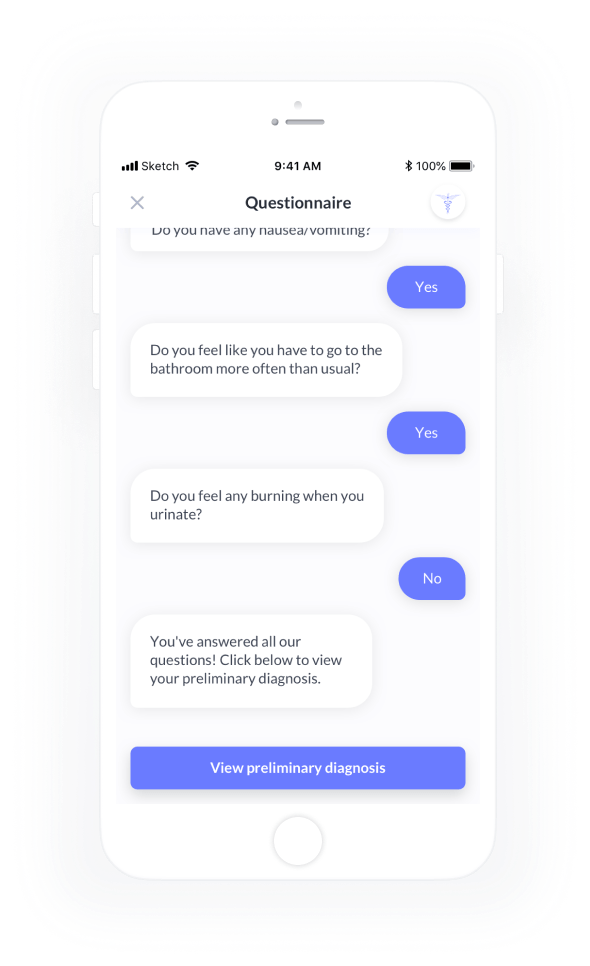 Sketch 9:41 AM 100%
Questionnaire
Do you have any nausea/vomiting?
Yes
Do you feel like you have to go to the
bathroom more often than usual?
Yes
Do you feel any burning when you
urinate?
No
You've answered all our
questions! Click below to view
your preliminary diagnosis.
View preliminary diagnosis